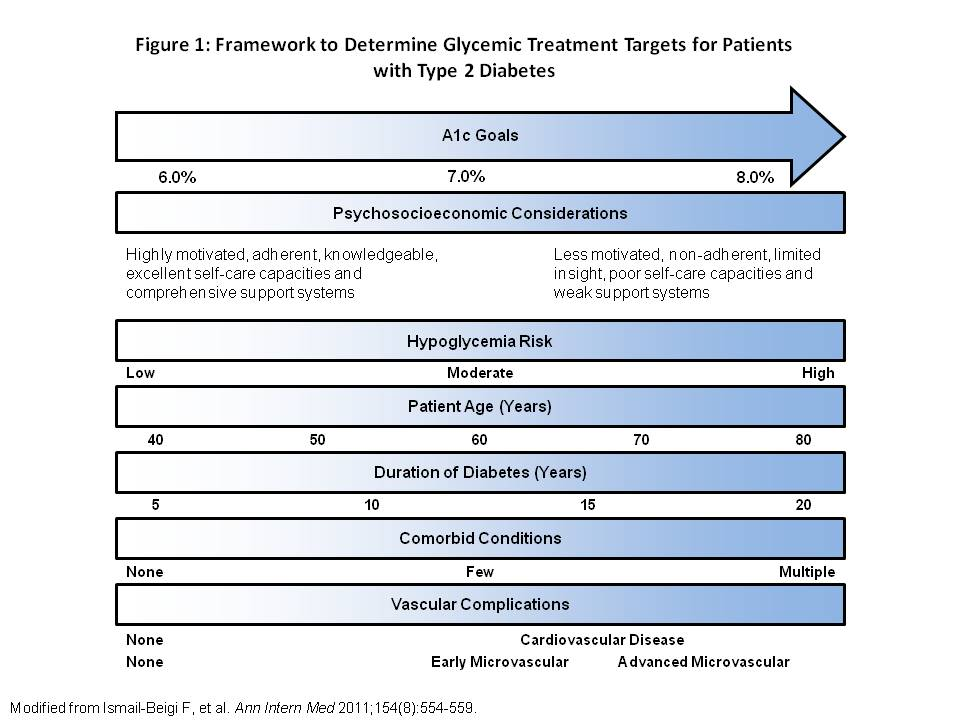 Figure 1: Framework to Determine Glycemic Treatment Targets for Patients
with Type 2 Diabetes
A1c Goals
6.0% 7.0% 8.0%
Psychosocioeconomic Considerations
Highly motivated, adherent, knowledgeable,
excellent self-care capacities and
comprehensive support systems
Less motivated, non-adherent, limited
insight, poor self-care capacities and
weak support systems
Hypoglycemia Risk
Low Moderate High
Patient Age (Years)
40 50 60 70 80
Duration of Diabetes (Years)
5 10 15 20
Comorbid Conditions
None Few Multiple
Vascular Complications
None Cardiovascular Disease
None Early Microvascular Advanced Microvascular
Modified from Ismail-Beigi F, et al. Ann Intern Med 2011;154(8):554-559.